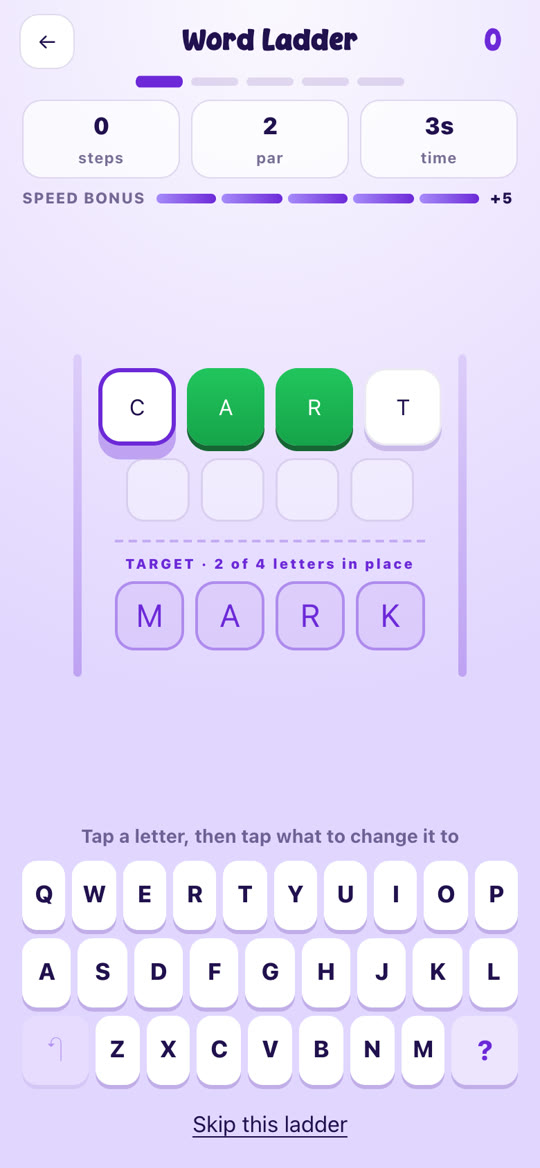 ← Word Ladder 0
0 2 3s
steps par time
SPEED BONUS +5
C A R T
TARGET · 2 of 4 letters in place
M A R K
Tap a letter, then tap what to change it to
Q W E R T Y U I O P
A S D F G H J K L
Z X C V B N M ?
Skip this ladder